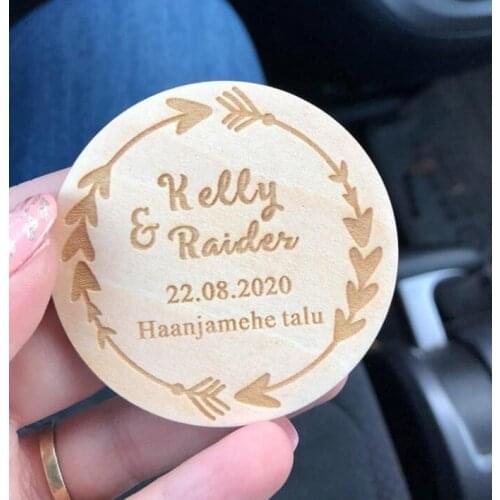 Kelly
& Raider
22.08.2020
Haanjamehe talu